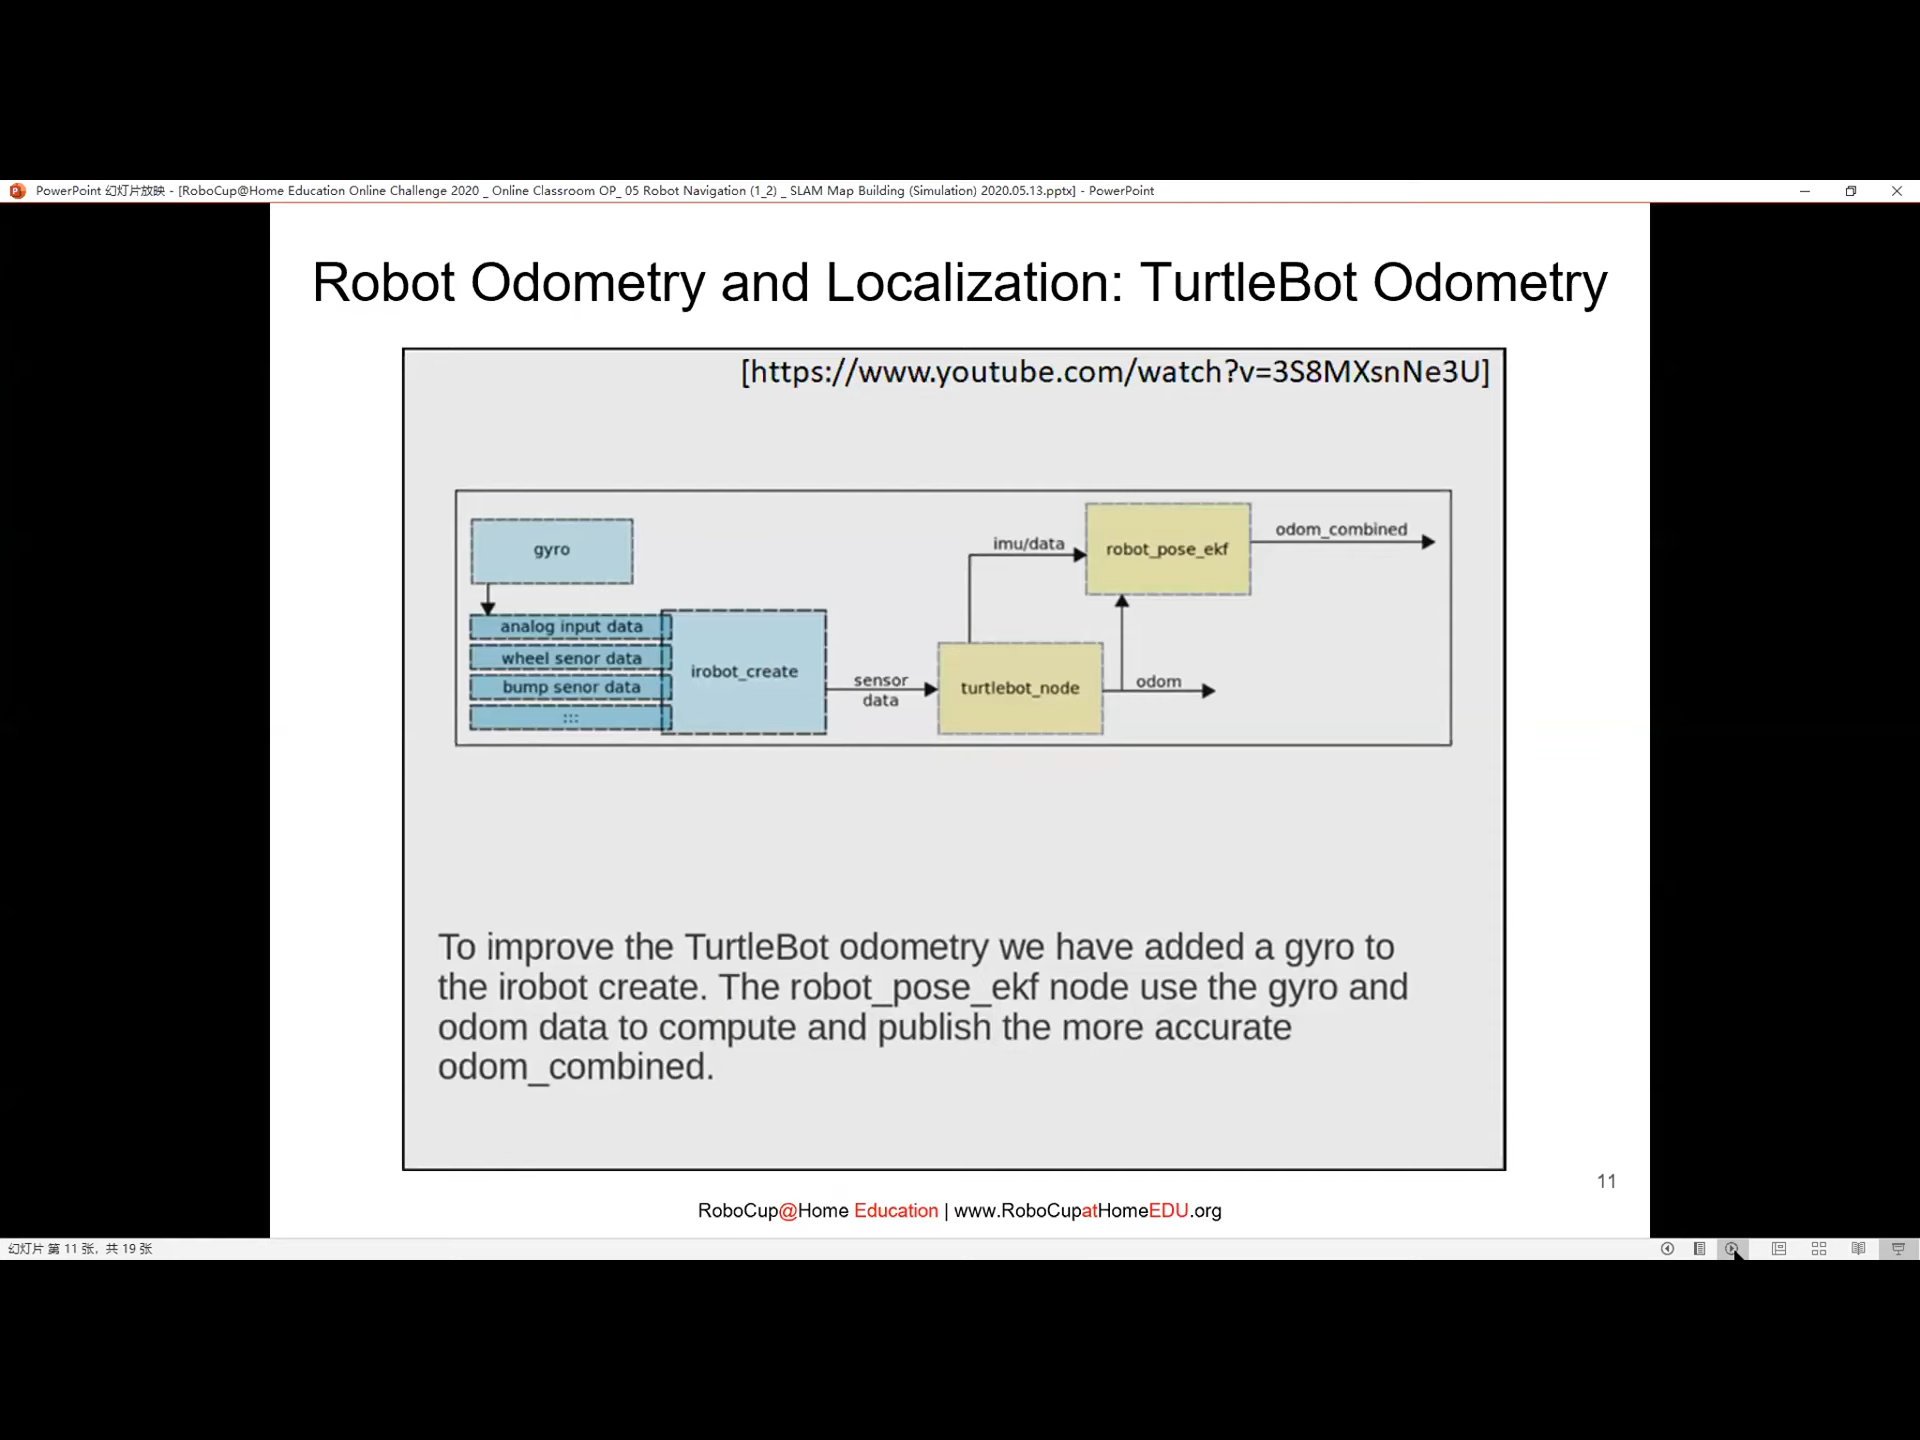 PowerPoint 幻灯片放映 - [RoboCup@Home Education Online Challenge 2020 _ Online Classroom OP_ 05 Robot Navigation (1_2) _ SLAM Map Building (Simulation) 2020.05.13.pptx] - PowerPoint
Robot Odometry and Localization: TurtleBot Odometry
[https://www.youtube.com/watch?v=3S8MXsnNe3U]
gyro
analog input data
wheel senor data
bump senor data
:::
irobot_create
sensor
data
turtlebot_node
imu/data
odom
robot_pose_ekf
odom_combined
To improve the TurtleBot odometry we have added a gyro to
the irobot create. The robot_pose_ekf node use the gyro and
odom data to compute and publish the more accurate
odom_combined.
11
RoboCup@Home Education | www.RoboCupatHomeEDU.org
幻灯片 第 11 张，共 19 张